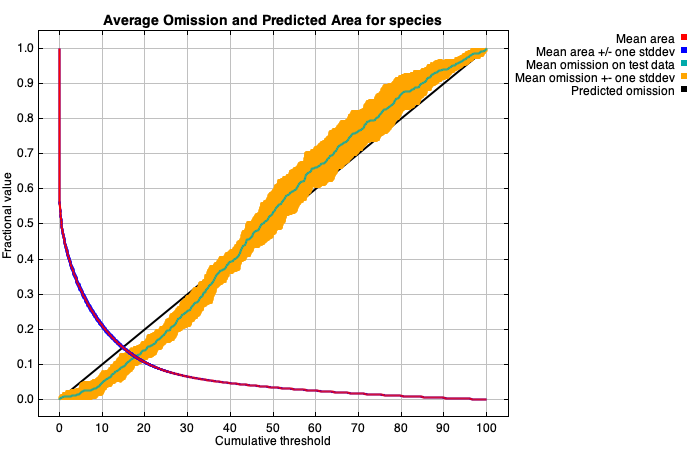 Average Omission and Predicted Area for species
Mean area
Mean area +/- one stddev
Mean omission on test data
Mean omission +- one stddev
Predicted omission
Fractional value
1.0
0.9
0.8
0.7
0.6
0.5
0.4
0.3
0.2
0.1
0.0
0 10 20 30 40 50 60 70 80 90 100
Cumulative threshold